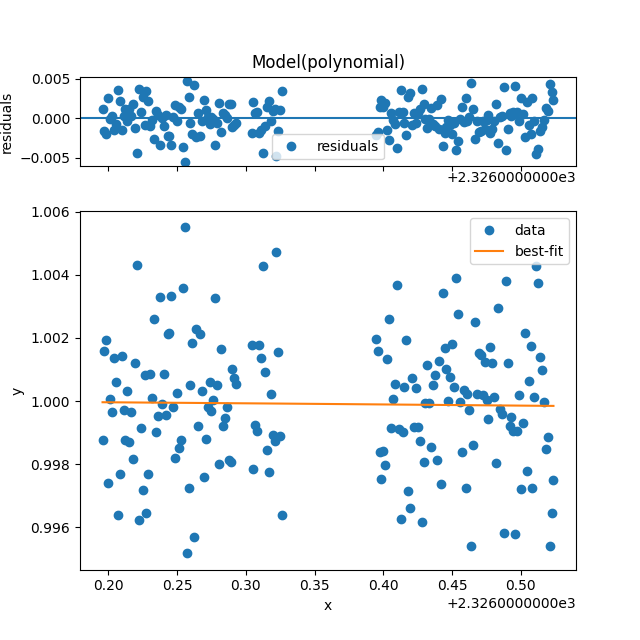 Model(polynomial)
0.005
0.000
−0.005
residuals
residuals
+2.3260000000e3
1.006
1.004
1.002
1.000
0.998
0.996
y
data
best-fit
0.20 0.25 0.30 0.35 0.40 0.45 0.50
x
+2.3260000000e3